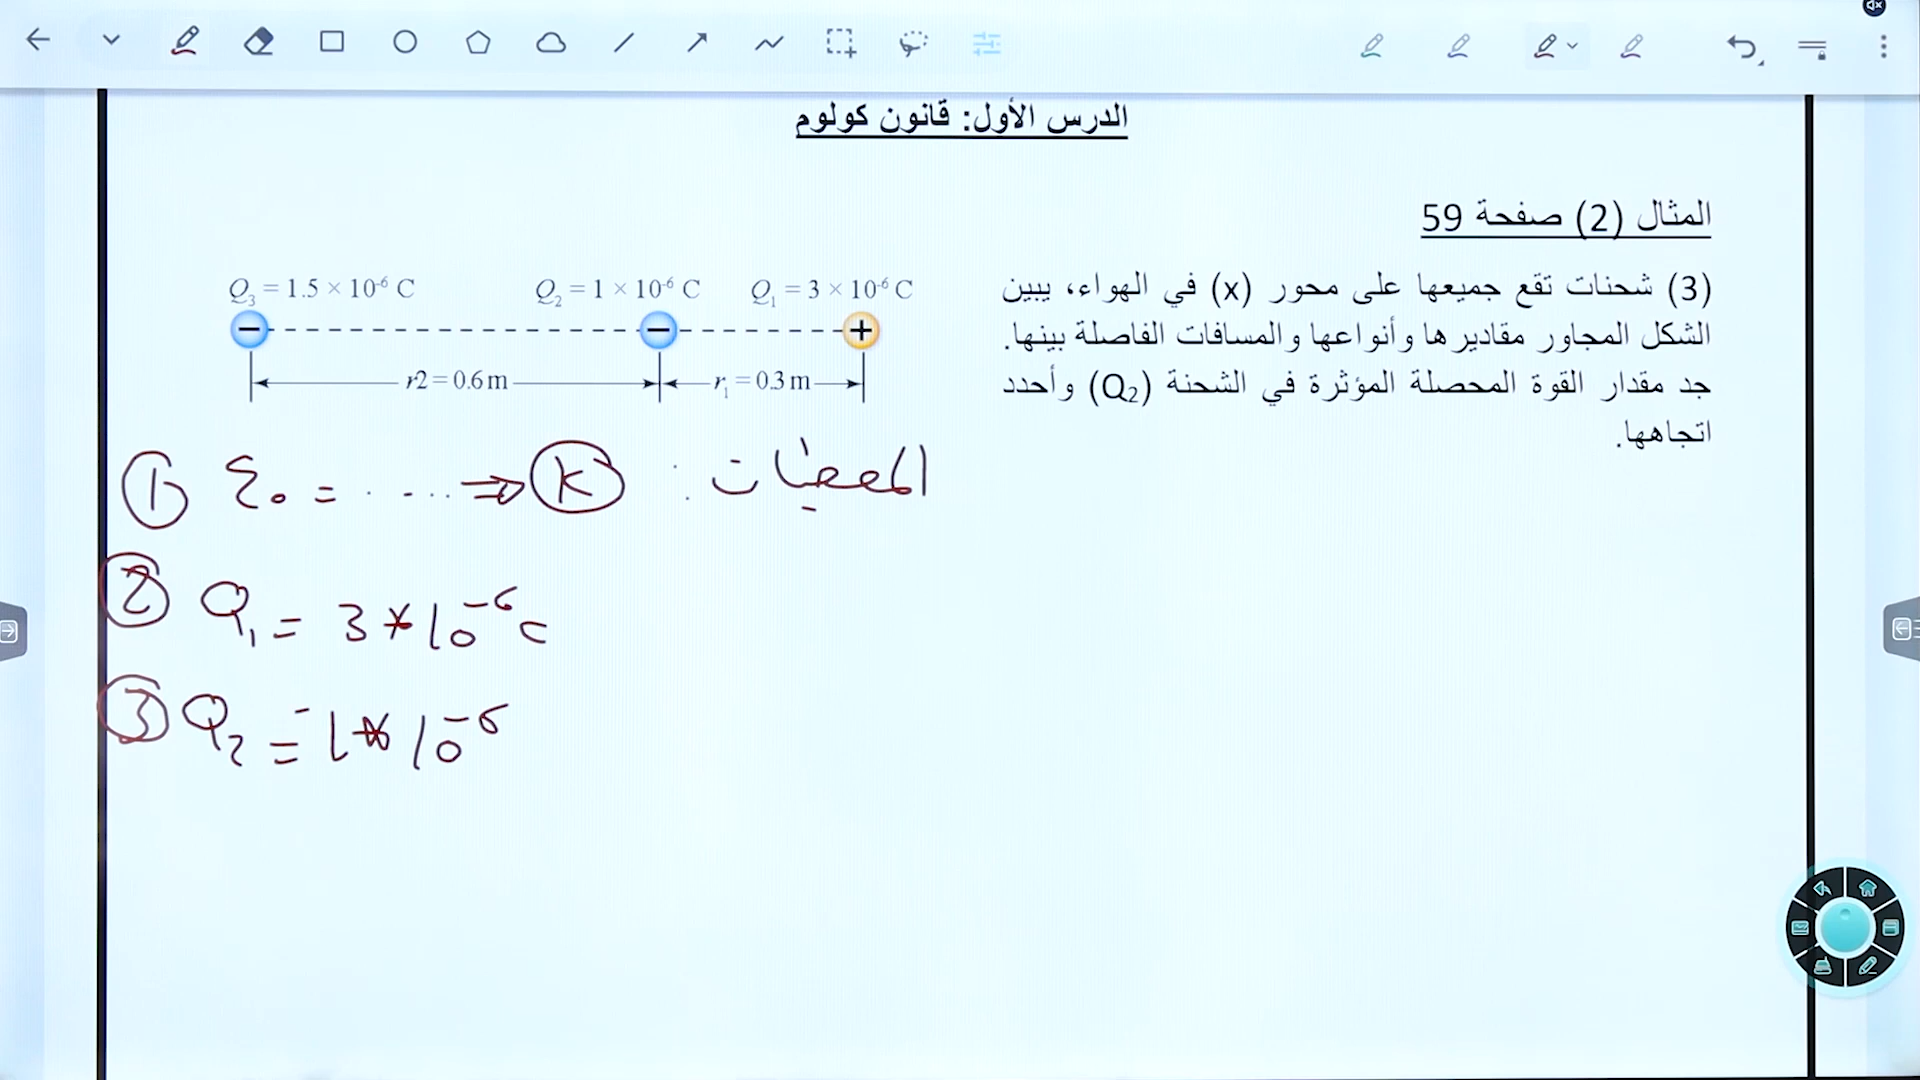 الدرس الأول: قانون كولوم
المثال (2) صفحة 59
(3) شحنات تقع جميعها على محور (x) في الهواء، يبين
الشكل المجاور مقاديرها وأنواعها والمسافات الفاصلة بينها.
جد مقدار القوة المحصلة المؤثرة في الشحنة (Q₂) وأحدد
اتجاهها.
Q₃ = 1.5 × 10⁻⁶ C Q₂ = 1 × 10⁻⁶ C Q₁ = 3 × 10⁻⁶ C
− − +
r2 = 0.6 m r₁ = 0.3 m
المعطيات :
① ε₀ = ..... ⇒ K
② Q₁ = 3 * 10⁻⁶ C
③ Q₂ = -1 * 10⁻⁶